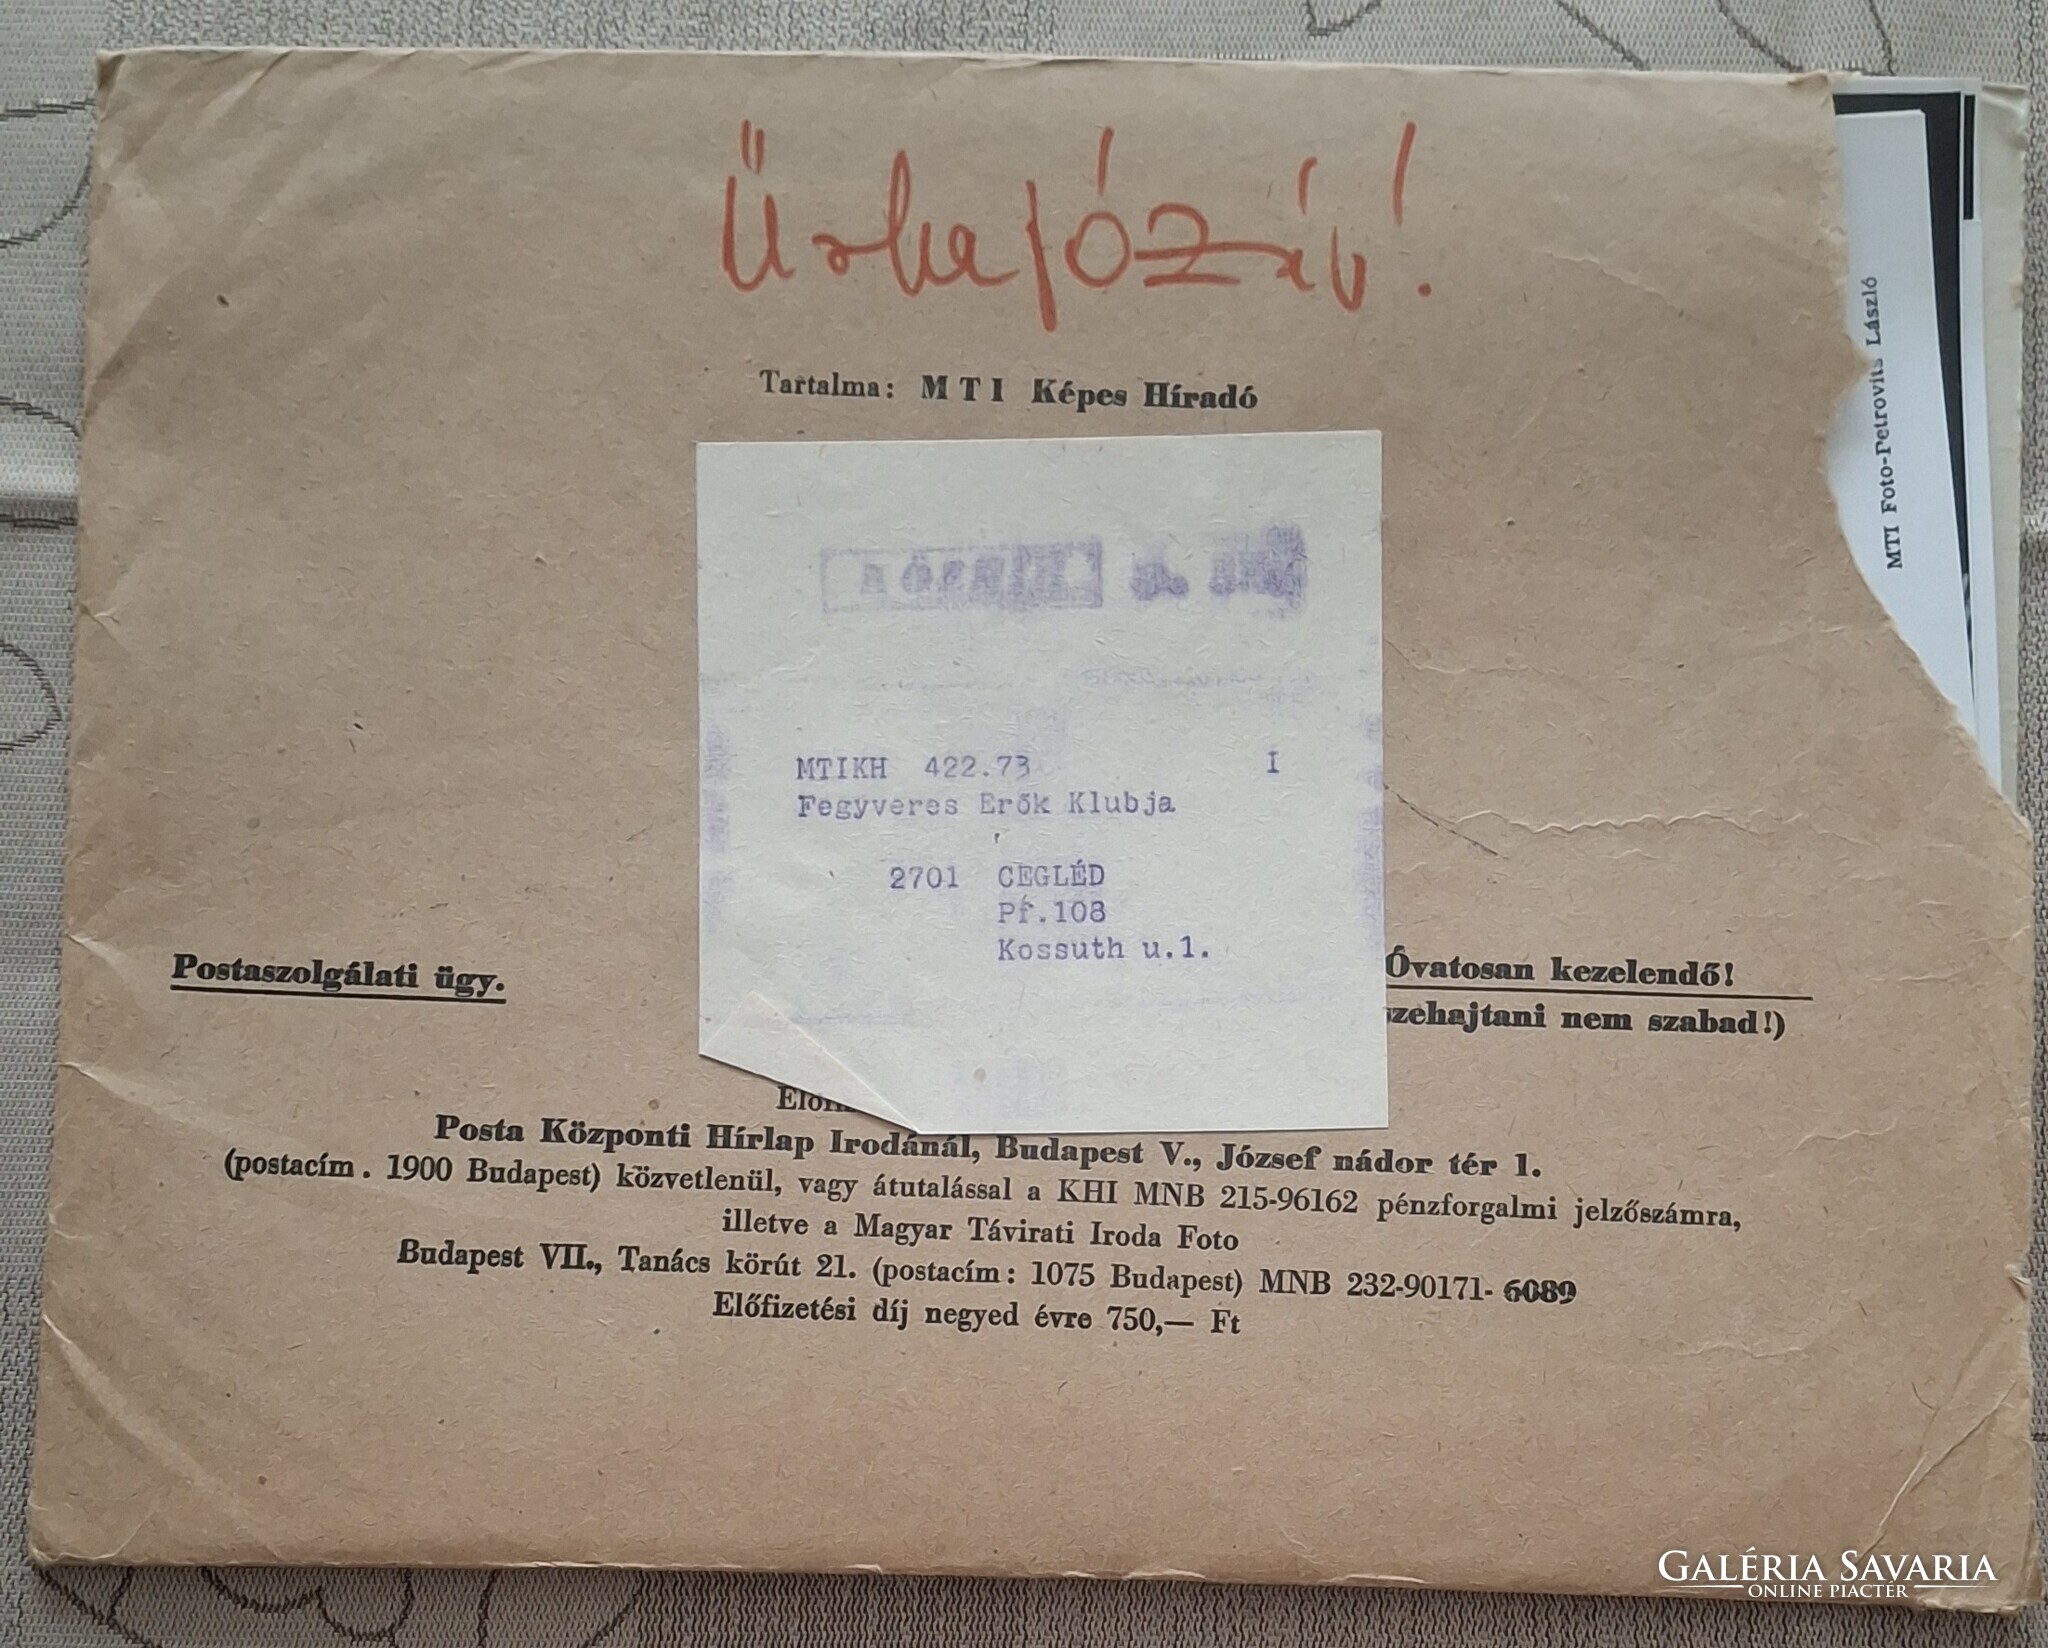 Űrhajózás!
Tartalma: MTI Képes Híradó
MTI Foto-Petrovits László
MTIKH 422.73 I
Fegyveres Erők Klubja
2701 CEGLÉD
Pf.108
Kossuth u.1.
Postaszolgálati ügy.
Óvatosan kezelendő!
szehajtani nem szabad!)
Posta Központi Hírlap Irodánál, Budapest V., József nádor tér 1.
(postacím. 1900 Budapest) közvetlenül, vagy átutalással a KHI MNB 215-96162 pénzforgalmi jelzőszámra,
illetve a Magyar Távirati Iroda Foto
Budapest VII., Tanács körút 21. (postacím: 1075 Budapest) MNB 232-90171-6089
Előfizetési díj negyed évre 750,— Ft
GALÉRIA SAVARIA
ONLINE PIACTÉR